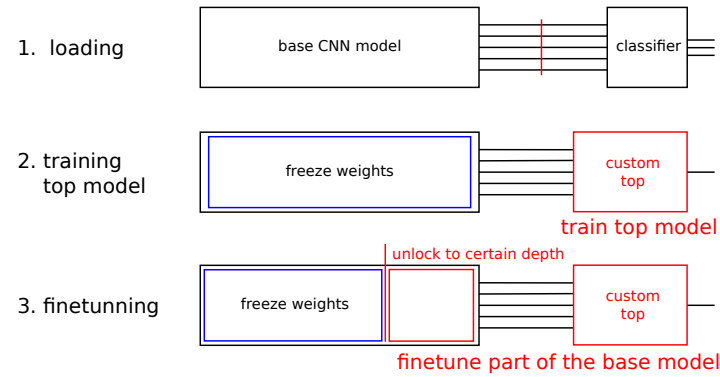 1. loading
base CNN model
classifier
2. training
top model
freeze weights
custom
top
train top model
unlock to certain depth
3. finetunning
freeze weights
custom
top
finetune part of the base model